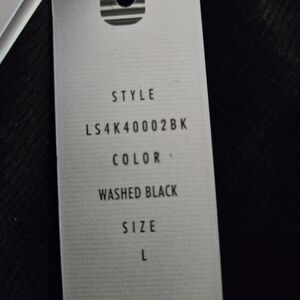 STYLE
LS4K40002BK
COLOR
WASHED BLACK
SIZE
L